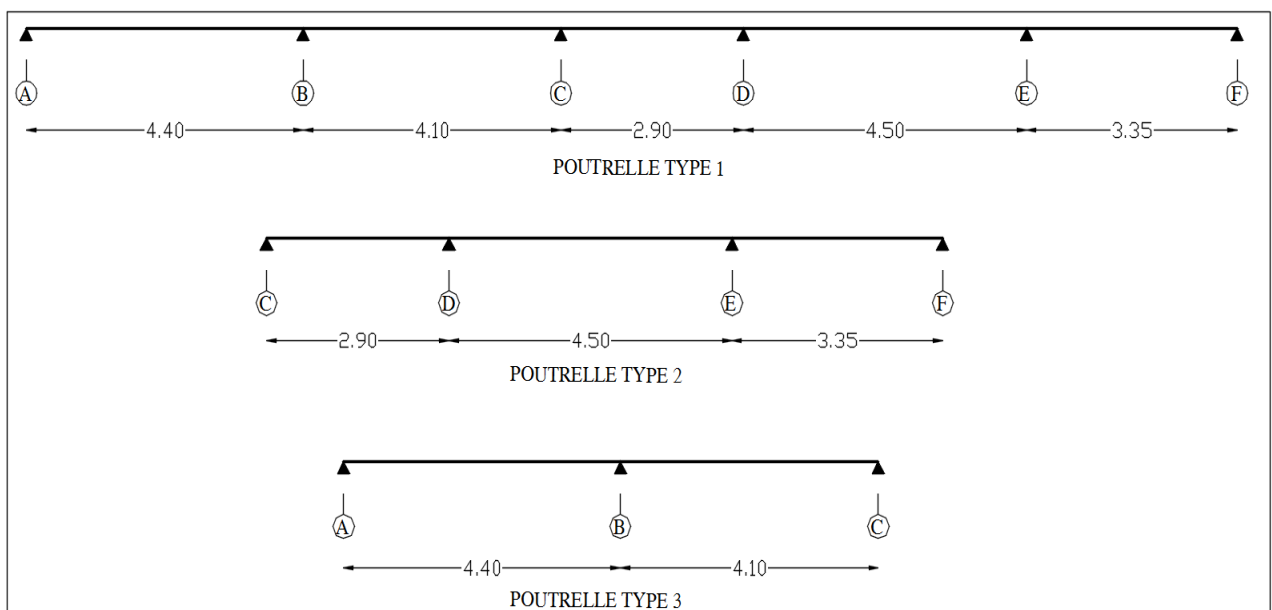 A B C D E F
4.40 4.10 2.90 4.50 3.35
POUTRELLE TYPE 1
C D E F
2.90 4.50 3.35
POUTRELLE TYPE 2
A B C
4.40 4.10
POUTRELLE TYPE 3